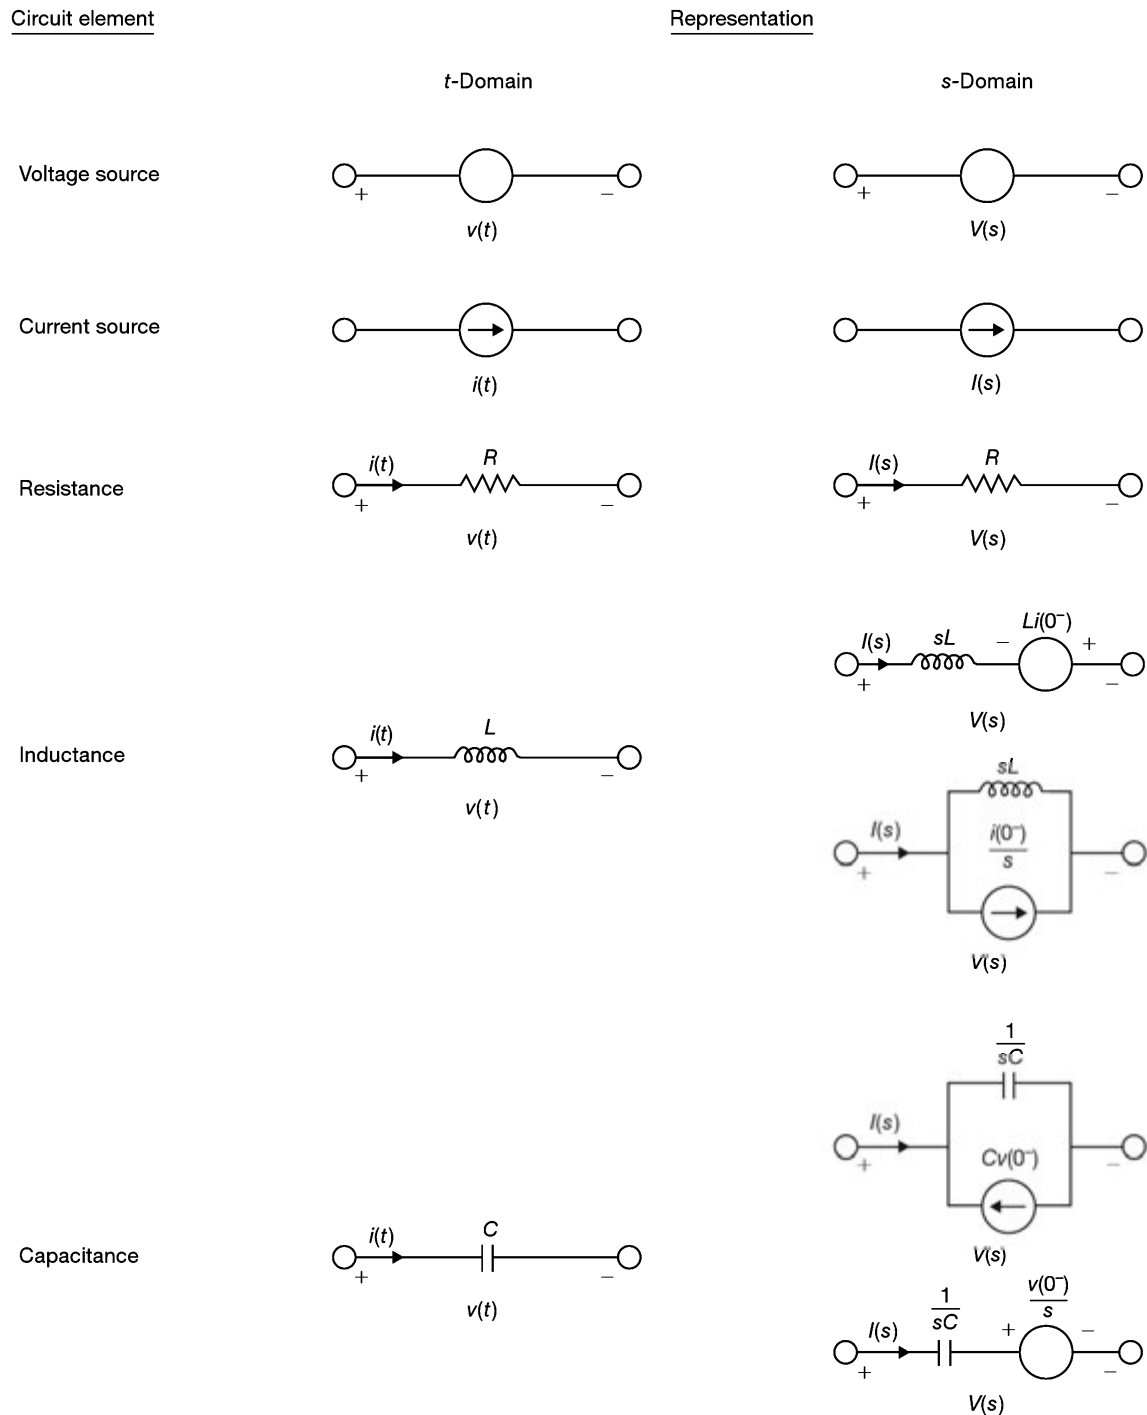 Circuit element Representation
t-Domain s-Domain
Voltage source
+ − + −
v(t) V(s)
Current source
i(t) I(s)
i(t) R I(s) R
Resistance
+ − + −
v(t) V(s)
Li(0⁻)
I(s) sL − +
+ −
V(s)
L
i(t)
Inductance
+ −
v(t)
sL
I(s) i(0⁻)
s
+ −
V(s)
1
sC
I(s)
+ −
Cv(0⁻)
V(s)
C
i(t)
Capacitance
+ −
v(t)
1 v(0⁻)
sC s
I(s) + −
+ −
V(s)